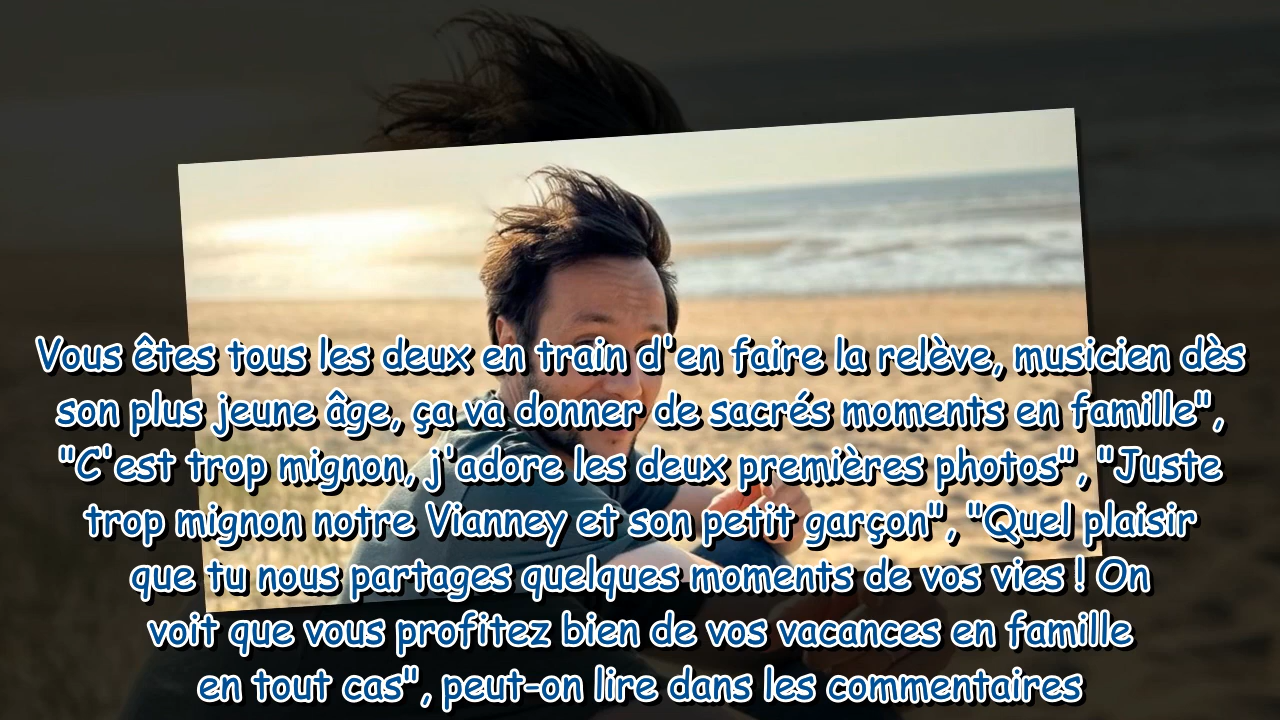 Vous êtes tous les deux en train d'en faire la relève, musicien dès
son plus jeune âge, ça va donner de sacrés moments en famille",
"C'est trop mignon, j'adore les deux premières photos", "Juste
trop mignon notre Vianney et son petit garçon", "Quel plaisir
que tu nous partages quelques moments de vos vies ! On
voit que vous profitez bien de vos vacances en famille
en tout cas", peut-on lire dans les commentaires